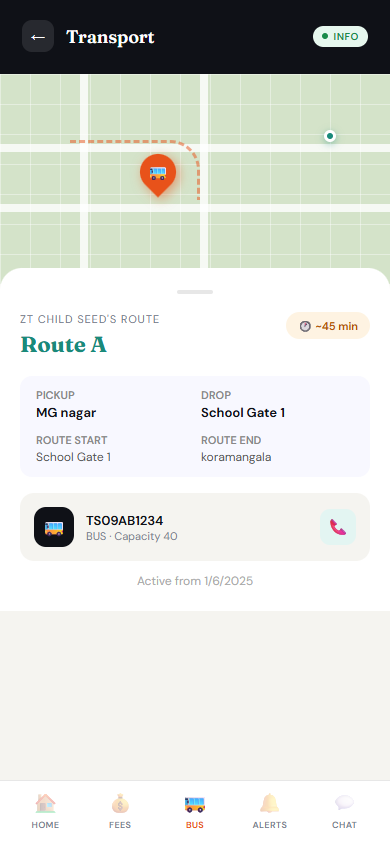 Transport
INFO
ZT CHILD SEED'S ROUTE
Route A
~45 min
PICKUP
MG nagar
DROP
School Gate 1
ROUTE START
School Gate 1
ROUTE END
koramangala
TS09AB1234
BUS · Capacity 40
Active from 1/6/2025
HOME
FEES
BUS
ALERTS
CHAT